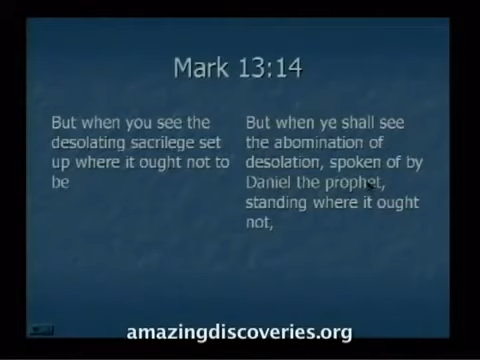 Mark 13:14
But when you see the
desolating sacrilege set
up where it ought not to
be
But when ye shall see
the abomination of
desolation, spoken of by
Daniel the prophet,
standing where it ought
not,
amazingdiscoveries.org